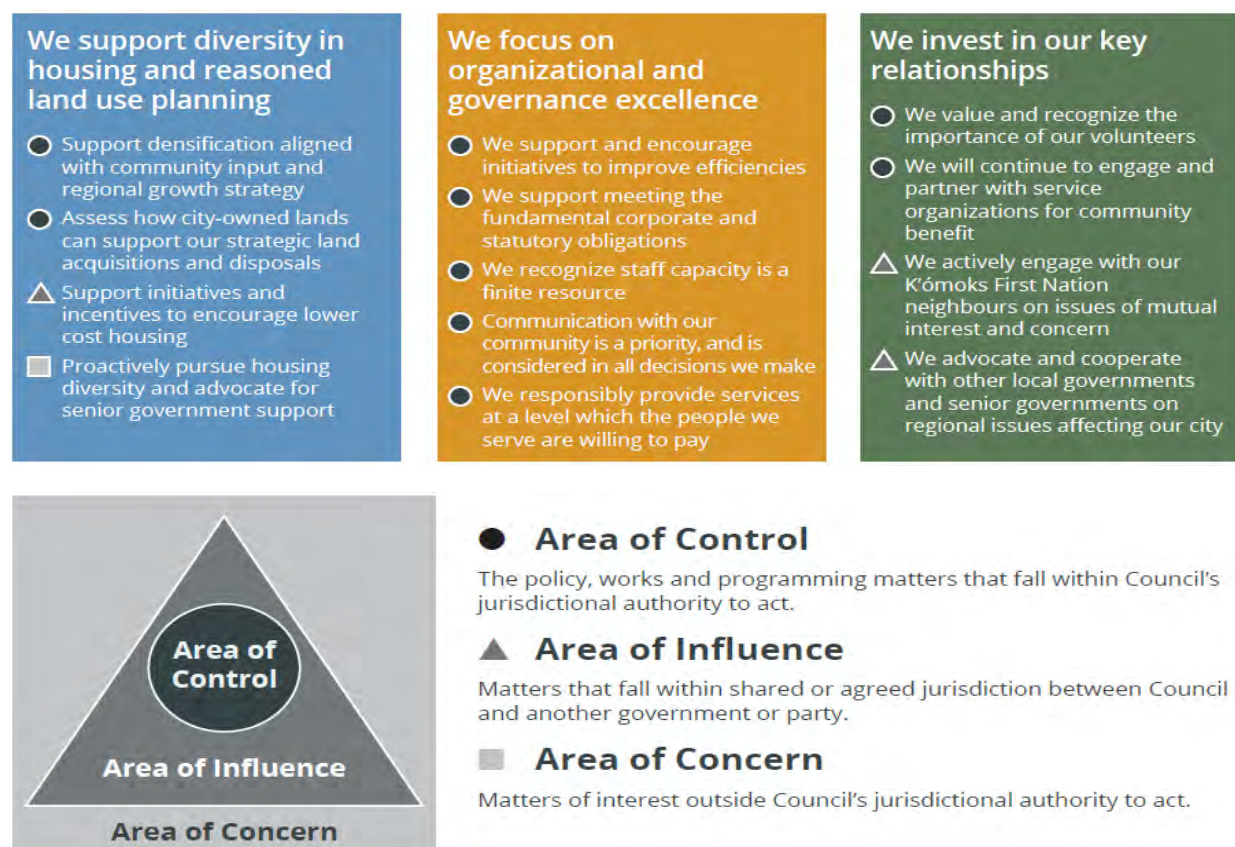 We support diversity in
housing and reasoned
land use planning
Support densification aligned
with community input and
regional growth strategy
Assess how city-owned lands
can support our strategic land
acquisitions and disposals
Support initiatives and
incentives to encourage lower
cost housing
Proactively pursue housing
diversity and advocate for
senior government support
We focus on
organizational and
governance excellence
We support and encourage
initiatives to improve efficiencies
We support meeting the
fundamental corporate and
statutory obligations
We recognize staff capacity is a
finite resource
Communication with our
community is a priority, and is
considered in all decisions we make
We responsibly provide services
at a level which the people we
serve are willing to pay
We invest in our key
relationships
We value and recognize the
importance of our volunteers
We will continue to engage and
partner with service
organizations for community
benefit
We actively engage with our
K'ómoks First Nation
neighbours on issues of mutual
interest and concern
We advocate and cooperate
with other local governments
and senior governments on
regional issues affecting our city
Area of
Control
Area of Influence
Area of Concern
Area of Control
The policy, works and programming matters that fall within Council's
jurisdictional authority to act.
Area of Influence
Matters that fall within shared or agreed jurisdiction between Council
and another government or party.
Area of Concern
Matters of interest outside Council's jurisdictional authority to act.